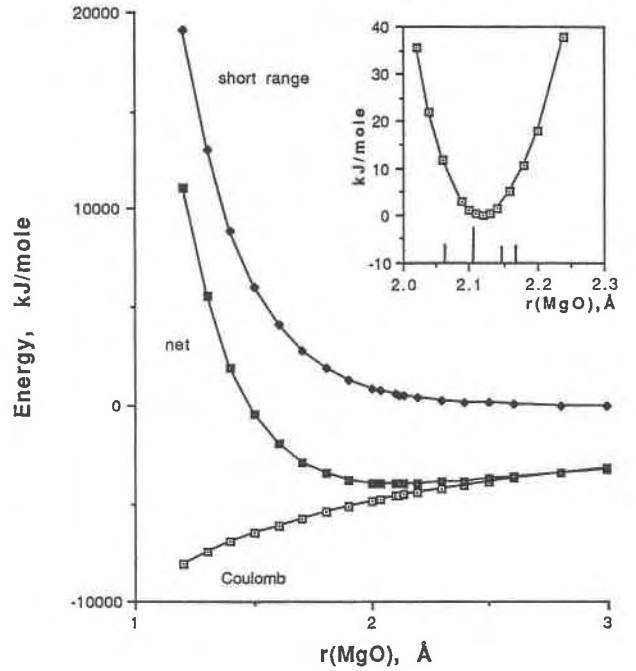 20000
10000
0
-10000
Energy, kJ/mole
1
2
3
r(MgO), Å
short range
net
Coulomb
40
30
20
10
0
-10
kJ/mole
2.0
2.1
2.2
2.3
r(MgO),Å